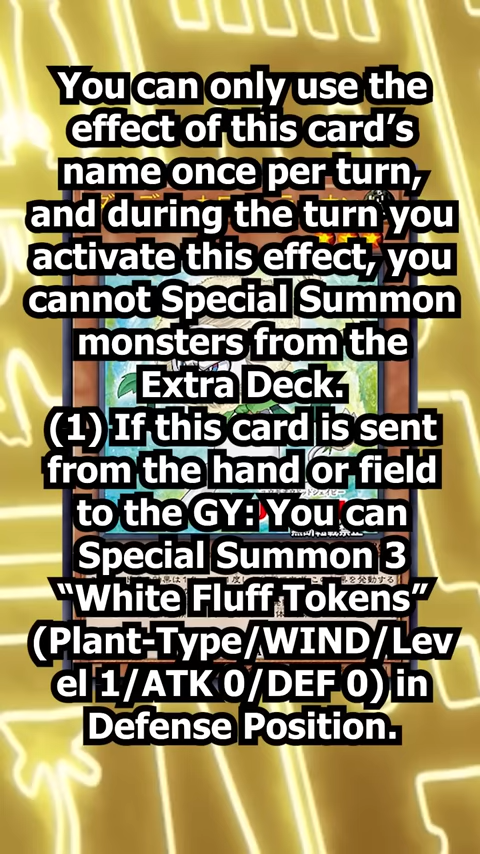 You can only use the
effect of this card’s
name once per turn,
and during the turn you
activate this effect, you
cannot Special Summon
monsters from the
Extra Deck.
(1) If this card is sent
from the hand or field
to the GY: You can
Special Summon 3
“White Fluff Tokens”
(Plant-Type/WIND/Lev
el 1/ATK 0/DEF 0) in
Defense Position.